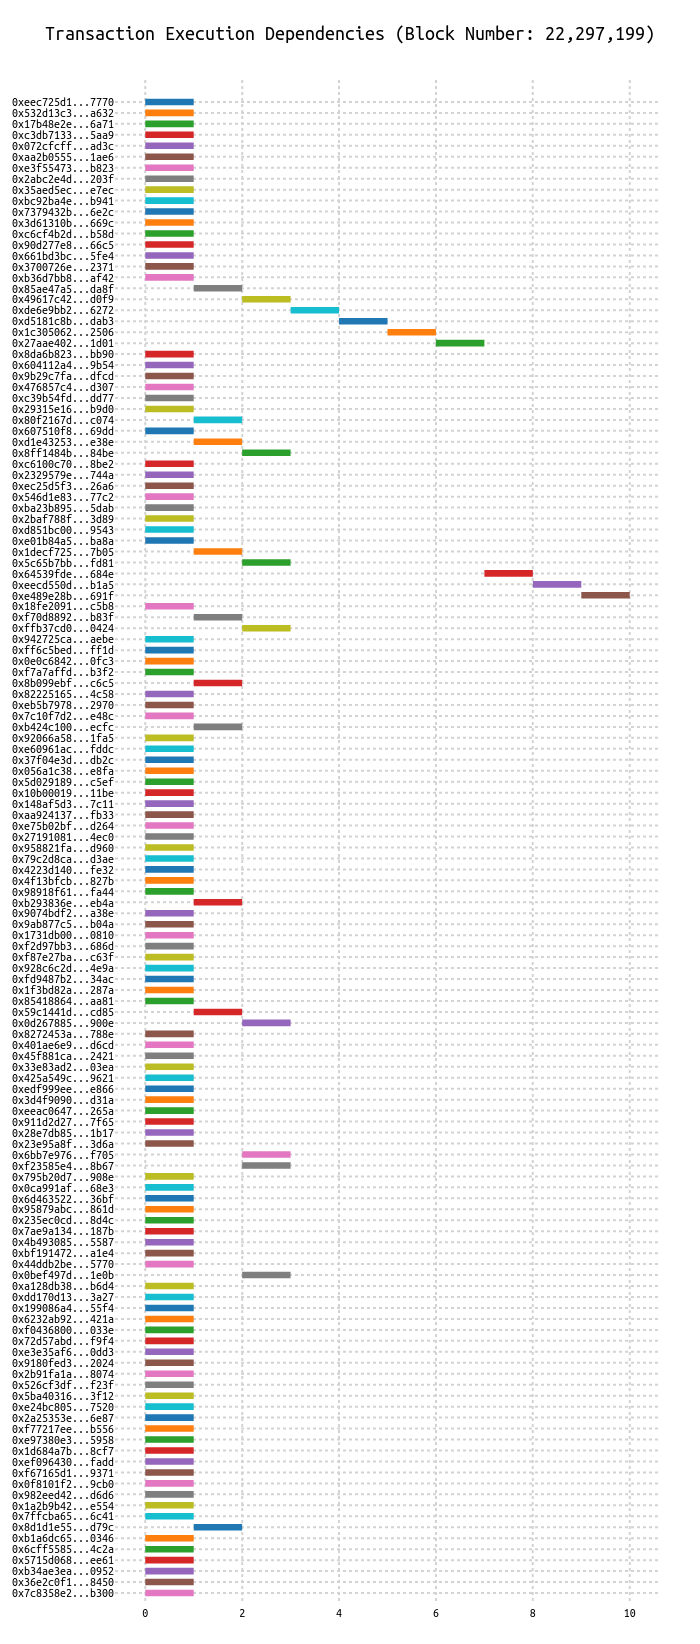 Transaction Execution Dependencies (Block Number: 22,297,199)
0xeec725d1...7770
0x532d13c3...a632
0x17b48e2e...6a71
0xc3db7133...5aa9
0x072cfcff...ad3c
0xaa2b0555...1ae6
0xe3f55473...b823
0x2abc2e4d...203f
0x35aed5ec...e7ec
0xbc92ba4e...b941
0x7379432b...6e2c
0x3d61310b...669c
0xc6cf4b2d...b58d
0x90d277e8...66c5
0x661bd3bc...5fe4
0x3700726e...2371
0xb36d7bb8...af42
0x85ae47a5...da8f
0x49617c42...d0f9
0xde6e9bb2...6272
0xd5181c8b...dab3
0x1c305062...2506
0x27aae402...1d01
0x8da6b823...bb90
0x604112a4...9b54
0x9b29c7fa...dfcd
0x476857c4...d307
0xc39b54fd...dd77
0x29315e16...b9d0
0x80f2167d...c074
0x607510f8...69dd
0xd1e43253...e38e
0x8ff1484b...84be
0xc6100c70...8be2
0x2329579e...744a
0xec25d5f3...26a6
0x546d1e83...77c2
0xba23b895...5dab
0x2baf788f...3d89
0xd851bc00...9543
0xe01b84a5...ba8a
0x1decf725...7b05
0x5c65b7bb...fd81
0x64539fde...684e
0xeecd550d...b1a5
0xe489e28b...691f
0x18fe2091...c5b8
0xf70d8892...b83f
0xffb37cd0...0424
0x942725ca...aebe
0xff6c5bed...ff1d
0x0e0c6842...0fc3
0xf7a7affd...b3f2
0x8b099ebf...c6c5
0x82225165...4c58
0xeb5b7978...2970
0x7c10f7d2...e48c
0xb424c100...ecfc
0x92066a58...1fa5
0xe60961ac...fddc
0x37f04e3d...db2c
0x056a1c38...e8fa
0x5d029189...c5ef
0x10b00019...11be
0x148af5d3...7c11
0xaa924137...fb33
0xe75b02bf...d264
0x27191081...4ec0
0x958821fa...d960
0x79c2d8ca...d3ae
0x4223d140...fe32
0x4f13bfcb...827b
0x98918f61...fa44
0xb293836e...eb4a
0x9074bdf2...a38e
0x9ab877c5...b04a
0x1731db00...0810
0xf2d97bb3...686d
0xf87e27ba...c63f
0x928c6c2d...4e9a
0xfd9487b2...34ac
0x1f3bd82a...287a
0x85418864...aa81
0x59c1441d...cd85
0x0d267885...900e
0x8272453a...788e
0x401ae6e9...d6cd
0x45f881ca...2421
0x33e83ad2...03ea
0x425a549c...9621
0xedf999ee...e866
0x3d4f9090...d31a
0xeeac0647...265a
0x911d2d27...7f65
0x28e7db85...1b17
0x23e95a8f...3d6a
0x6bb7e976...f705
0xf23585e4...8b67
0x795b20d7...908e
0x0ca991af...68e3
0x6d463522...36bf
0x95879abc...861d
0x235ec0cd...8d4c
0x7ae9a134...187b
0x4b493085...5587
0xbf191472...a1e4
0x44ddb2be...5770
0x0bef497d...1e0b
0xa128db38...b6d4
0xdd170d13...3a27
0x199086a4...55f4
0x6232ab92...421a
0xf0436800...033e
0x72d57abd...f9f4
0xe3e35af6...0dd3
0x9180fed3...2024
0x2b91fa1a...8074
0x526cf3df...f23f
0x5ba40316...3f12
0xe24bc805...7520
0x2a25353e...6e87
0xf77217ee...b556
0xe97380e3...5958
0x1d684a7b...8cf7
0xef096430...fadd
0xf67165d1...9371
0x0f8101f2...9cb0
0x982eed42...d6d6
0x1a2b9b42...e554
0x7ffcba65...6c41
0x8d1d1e55...d79c
0xb1a6dc65...0346
0x6cff5585...4c2a
0x5715d068...ee61
0xb34ae3ea...0952
0x36e2c0f1...8450
0x7c8358e2...b300
0 2 4 6 8 10